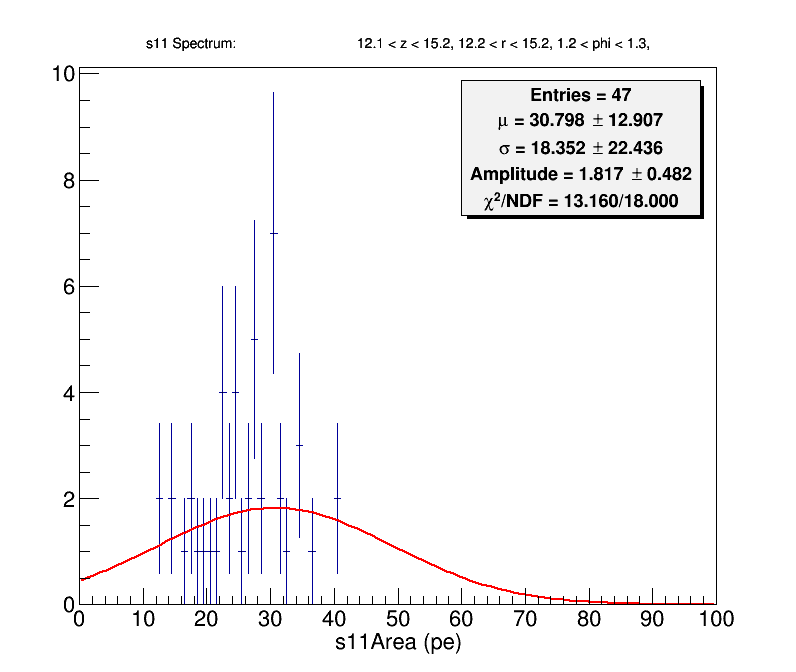 s11 Spectrum: 12.1 < z < 15.2, 12.2 < r < 15.2, 1.2 < phi < 1.3,
Entries = 47
μ = 30.798 ± 12.907
σ = 18.352 ± 22.436
Amplitude = 1.817 ± 0.482
χ²/NDF = 13.160/18.000
10
8
6
4
2
0
0 10 20 30 40 50 60 70 80 90 100
s11Area (pe)